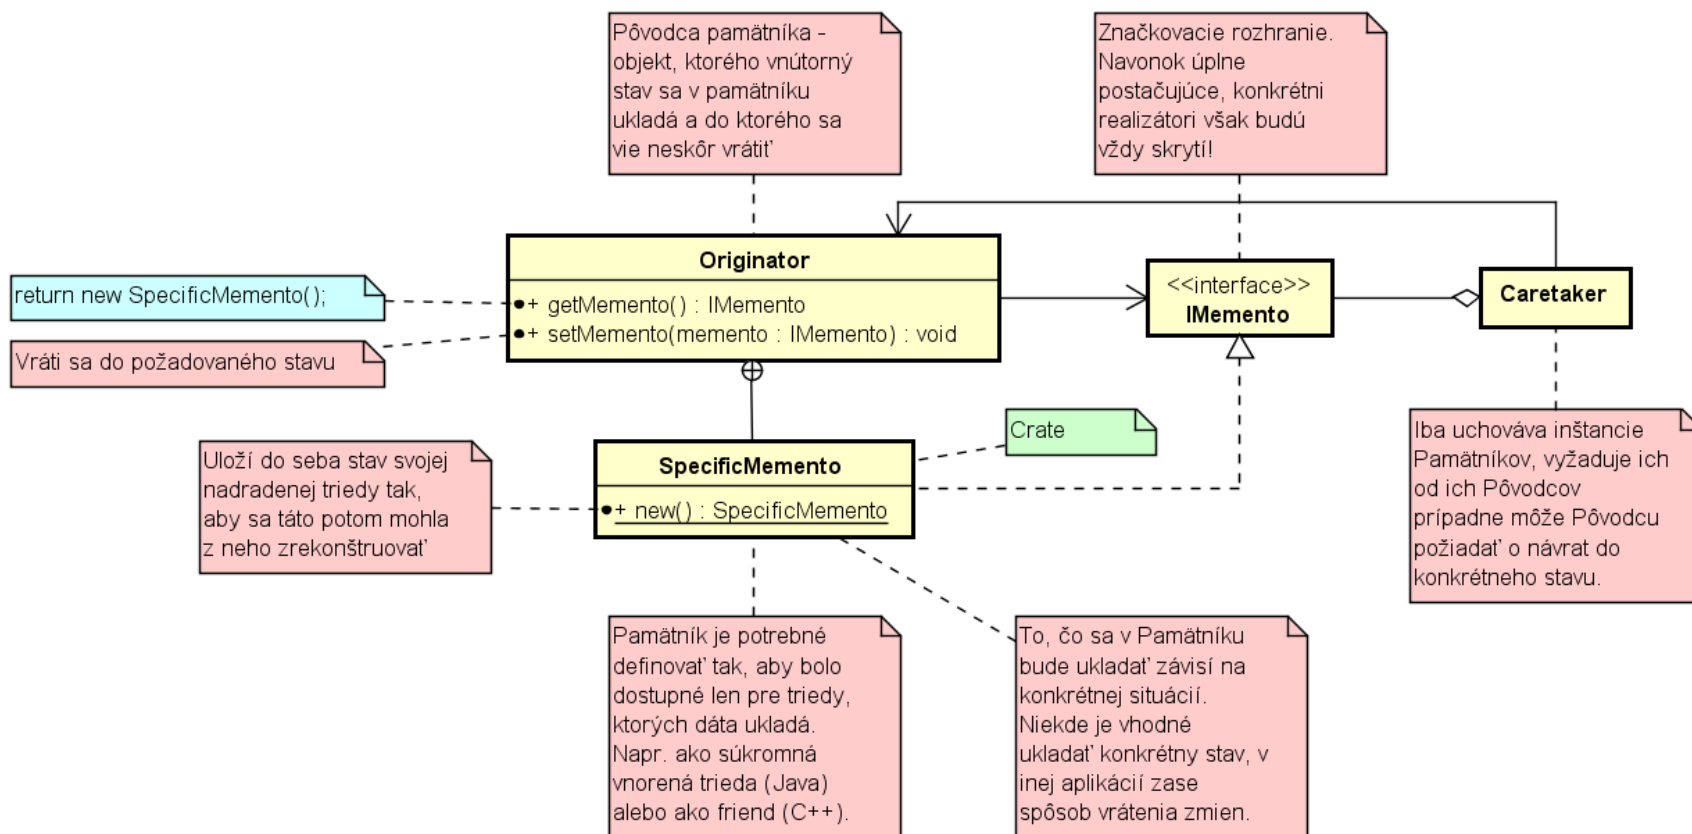 Pôvodca pamätníka -
objekt, ktorého vnútorný
stav sa v pamätníku
ukladá a do ktorého sa
vie neskôr vrátiť
Značkovacie rozhranie.
Navonok úplne
postačujúce, konkrétni
realizátori však budú
vždy skrytí!
Originator
+ getMemento() : IMemento
+ setMemento(memento : IMemento) : void
return new SpecificMemento();
Vráti sa do požadovaného stavu
<<interface>>
IMemento
Caretaker
Crate
SpecificMemento
+ new() : SpecificMemento
Uloží do seba stav svojej
nadradenej triedy tak,
aby sa táto potom mohla
z neho zrekonštruovať
Iba uchováva inštancie
Pamätníkov, vyžaduje ich
od ich Pôvodcov
prípadne môže Pôvodcu
požiadať o návrat do
konkrétneho stavu.
Pamätník je potrebné
definovať tak, aby bolo
dostupné len pre triedy,
ktorých dáta ukladá.
Napr. ako súkromná
vnorená trieda (Java)
alebo ako friend (C++).
To, čo sa v Pamätníku
bude ukladať závisí na
konkrétnej situácií.
Niekde je vhodné
ukladať konkrétny stav, v
inej aplikácií zase
spôsob vrátenia zmien.